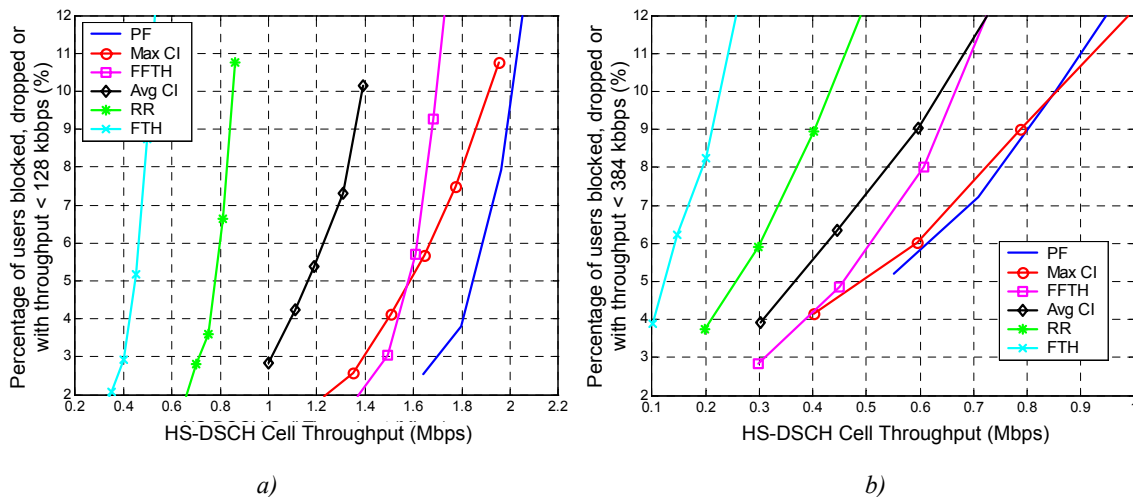 Percentage of users blocked, dropped or
with throughput < 128 kbbps (%)
12
11
10
9
8
7
6
5
4
3
2
PF
Max CI
FFTH
Avg CI
RR
FTH
0.2 0.4 0.6 0.8 1 1.2 1.4 1.6 1.8 2 2.2
HS-DSCH Cell Throughput (Mbps)
a)
Percentage of users blocked, dropped or
with throughput < 384 kbbps (%)
12
11
10
9
8
7
6
5
4
3
2
PF
Max CI
FFTH
Avg CI
RR
FTH
0.1 0.2 0.3 0.4 0.5 0.6 0.7 0.8 0.9 1
HS-DSCH Cell Throughput (Mbps)
b)